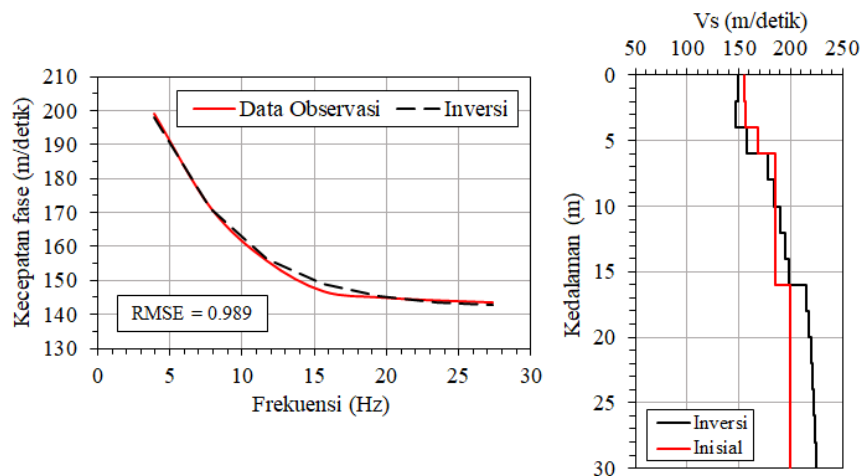 210
200
190
180
170
160
150
140
130
Kecepatan fase (m/detik)
Data Observasi Inversi
RMSE = 0.989
0 5 10 15 20 25 30
Frekuensi (Hz)
Vs (m/detik)
50 100 150 200 250
0
5
10
15
20
25
30
Kedalaman (m)
Inversi
Inisial